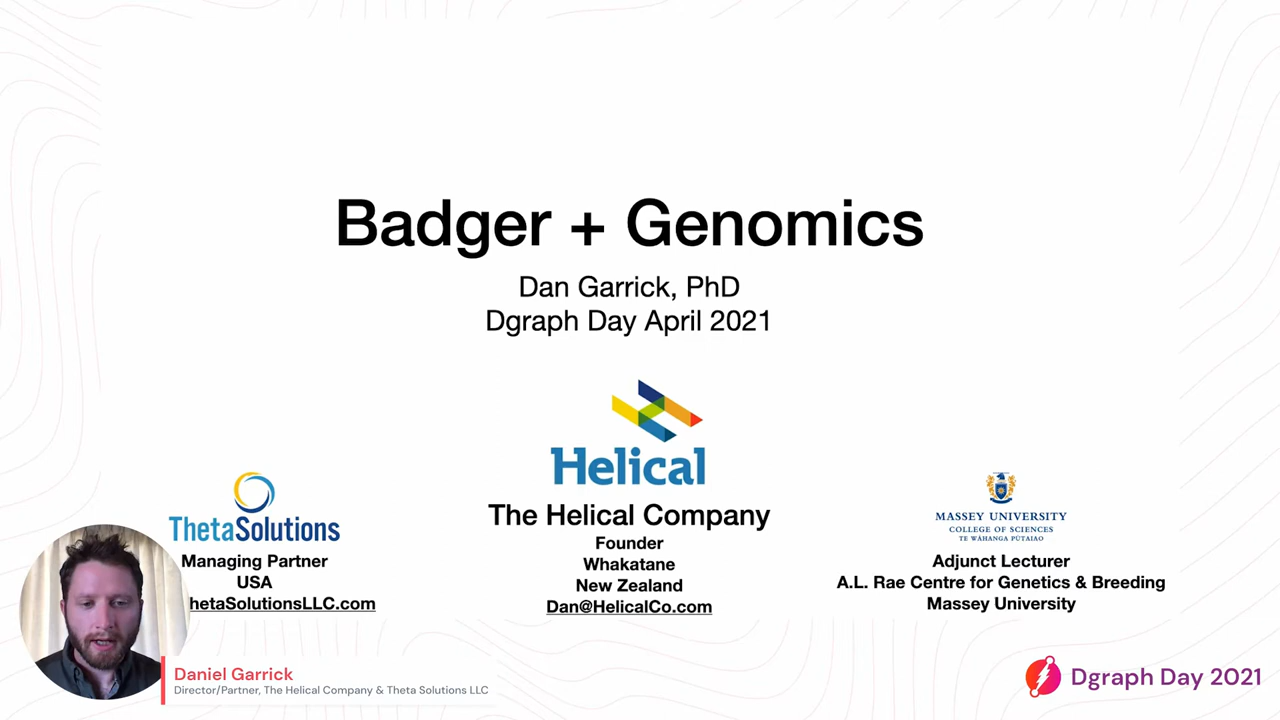 Badger + Genomics
Dan Garrick, PhD
Dgraph Day April 2021
Helical
The Helical Company
Founder
Whakatane
New Zealand
Dan@HelicalCo.com
ThetaSolutions
Managing Partner
USA
hetaSolutionsLLC.com
MASSEY UNIVERSITY
COLLEGE OF SCIENCES
TE WĀHANGA PŪTAIAO
Adjunct Lecturer
A.L. Rae Centre for Genetics & Breeding
Massey University
Daniel Garrick
Director/Partner, The Helical Company & Theta Solutions LLC
Dgraph Day 2021